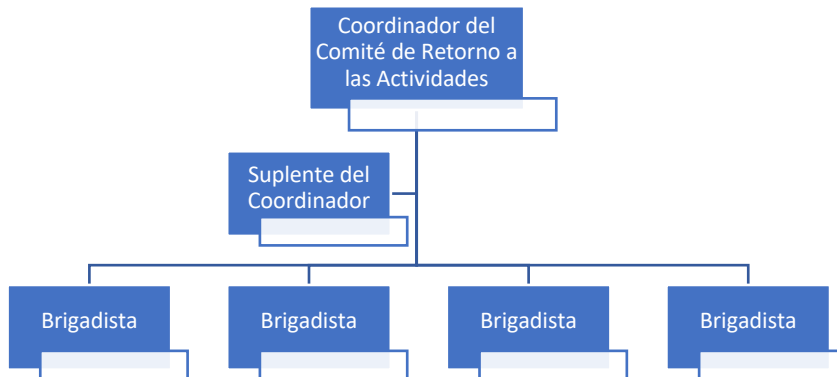 Coordinador del
Comité de Retorno a
las Actividades
Suplente del
Coordinador
Brigadista
Brigadista
Brigadista
Brigadista